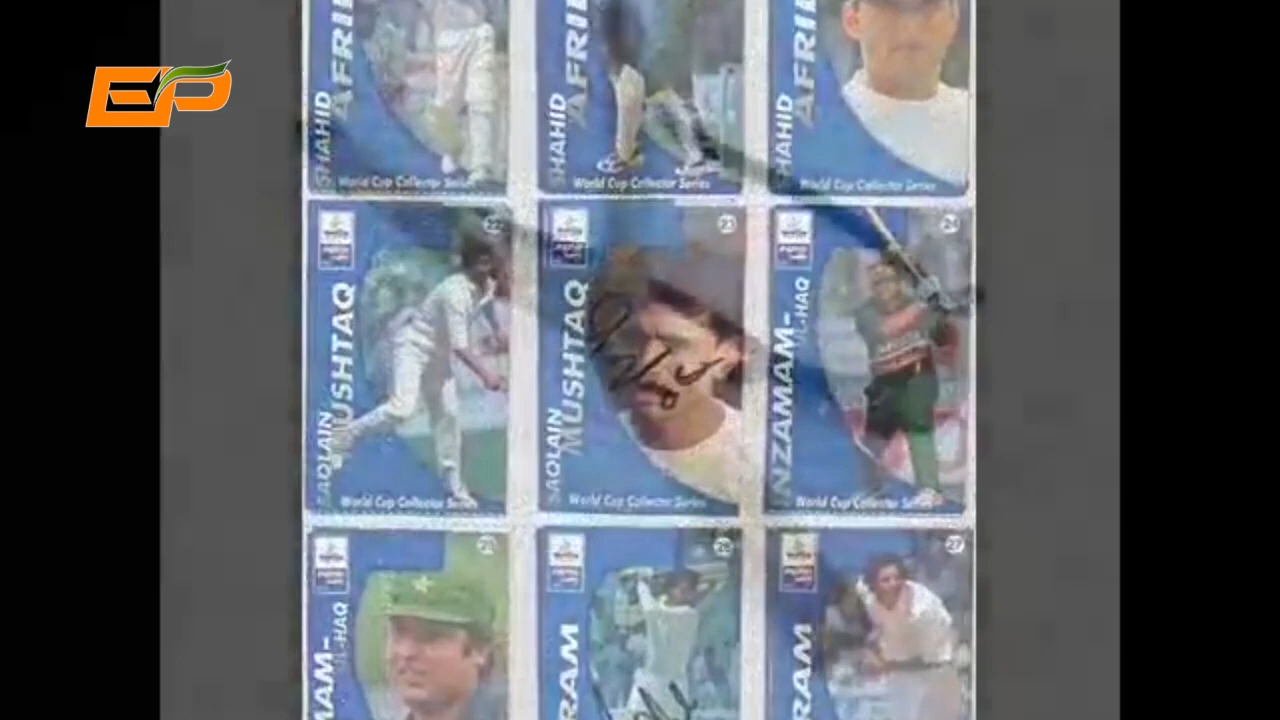 EP
SHAHID AFRI
World Cup Collector Series
SHAHID AFRI
World Cup Collector Series
SHAHID AFRI
World Cup Collector Series
22
SAQLAIN MUSHTAQ
World Cup Collector Series
23
SAQLAIN MUSHTAQ
World Cup Collector Series
24
INZAMAM-
UL-HAQ
World Cup Collector Series
25
MAM-
UL-HAQ
26
RAM
27
RAM